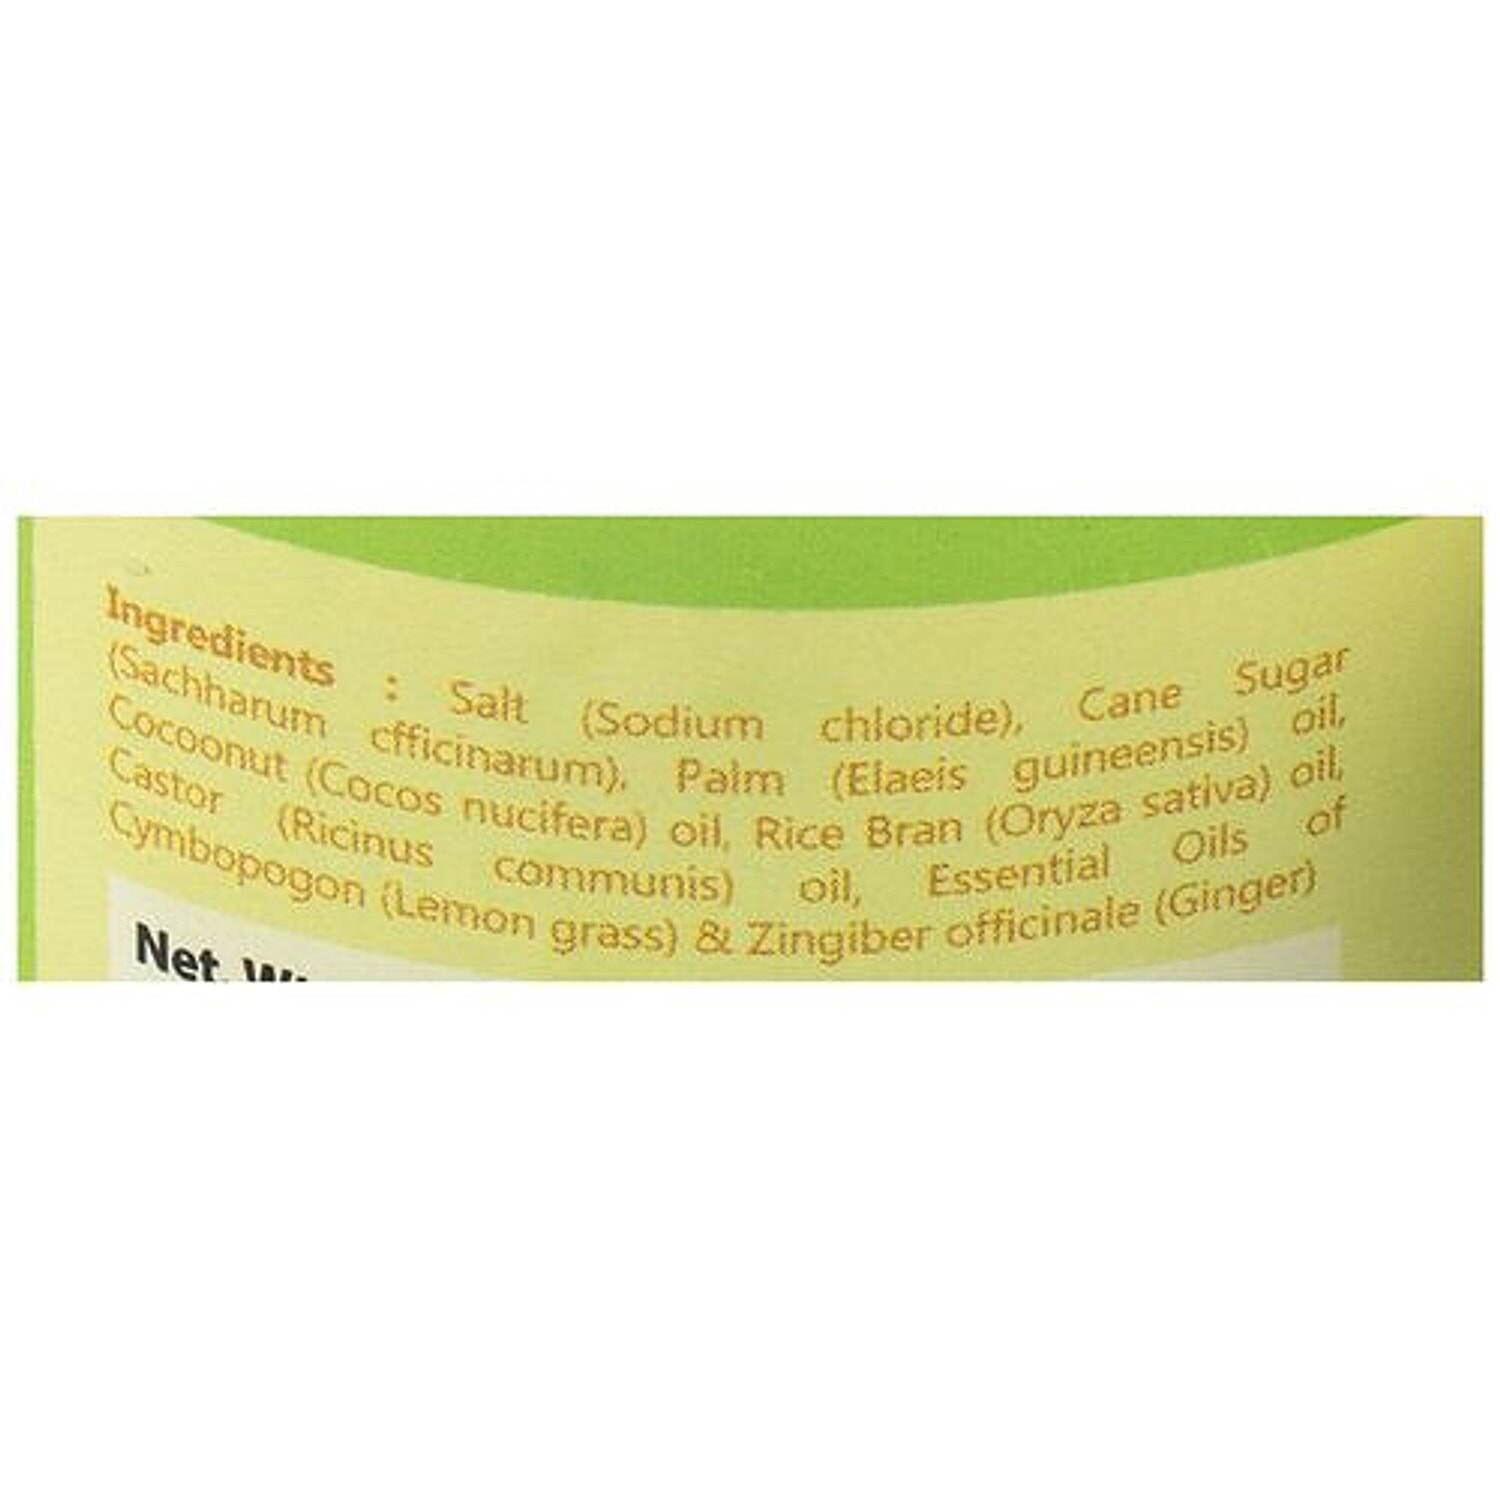 Ingredients : Salt (Sodium chloride), Cane Sugar
(Sachharum officinarum), Palm (Elaeis guineensis) oil,
Cocoonut (Cocos nucifera) oil, Rice Bran (Oryza sativa) oil,
Castor (Ricinus communis) oil, Essential Oils of
Cymbopogon (Lemon grass) & Zingiber officinale (Ginger)
Net.